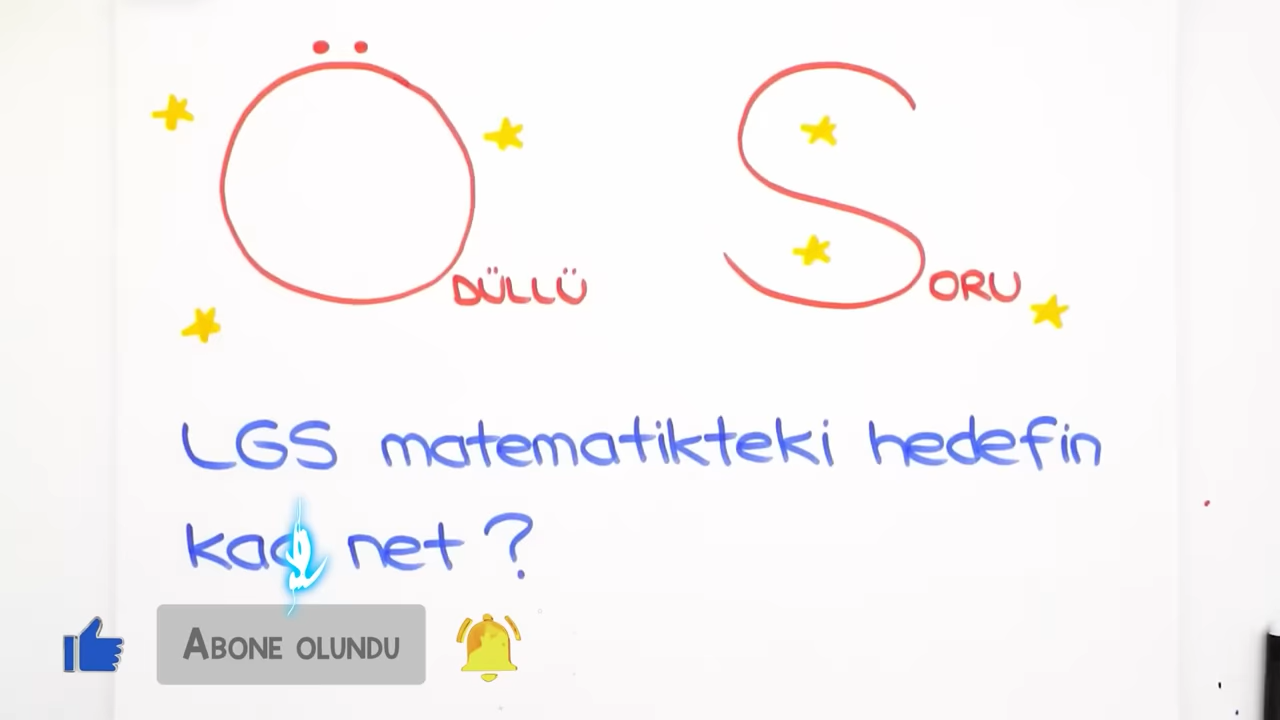 ÖDÜLLÜ SORU
LGS matematikteki hedefin
kaç net ?
ABONE OLUNDU